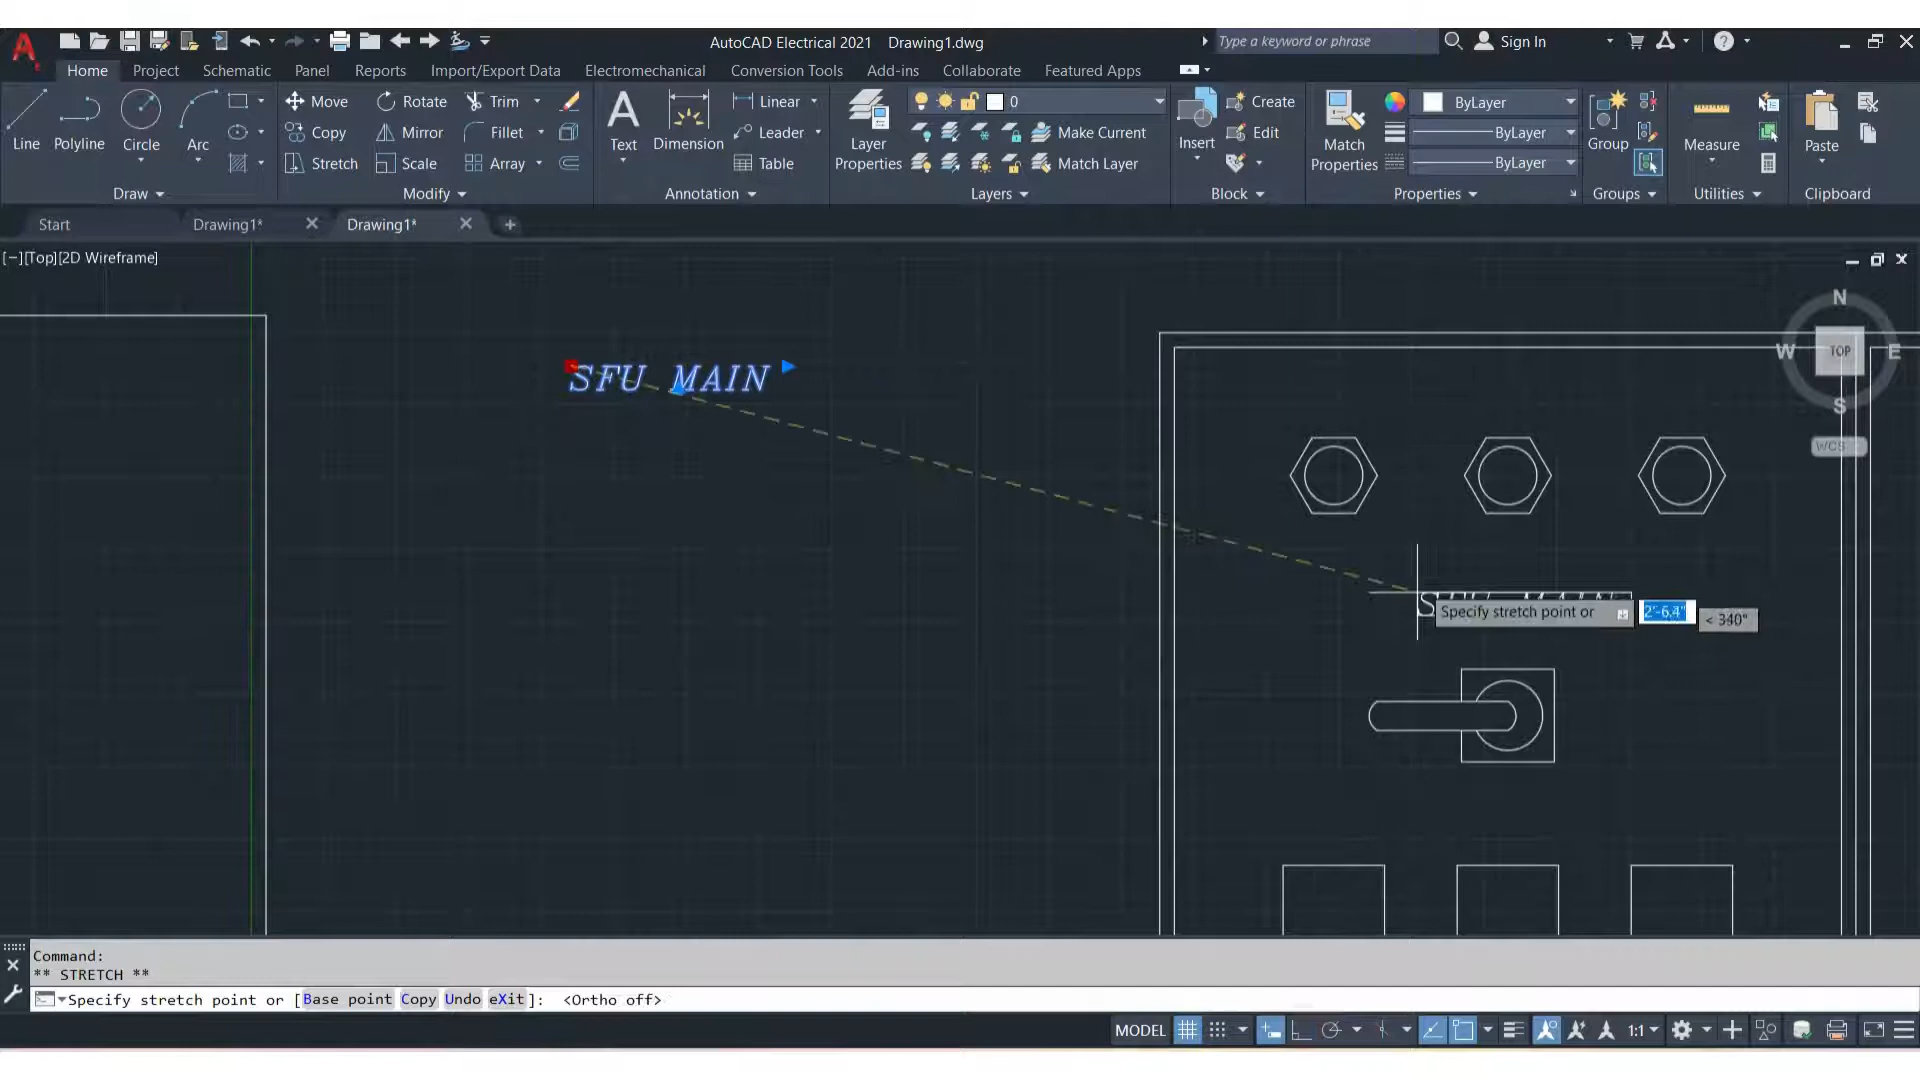 AutoCAD Electrical 2021 Drawing1.dwg
Type a keyword or phrase
Sign In
Home Project Schematic Panel Reports Import/Export Data Electromechanical Conversion Tools Add-ins Collaborate Featured Apps
Line Polyline Circle Arc
Draw
Move Rotate Trim
Copy Mirror Fillet
Stretch Scale Array
Modify
Text Dimension
Linear
Leader
Table
Annotation
Layer Properties
0
Make Current
Match Layer
Layers
Insert
Create
Edit
Block
Match Properties
ByLayer
ByLayer
ByLayer
Properties
Group
Groups
Measure
Utilities
Paste
Clipboard
Start Drawing1* Drawing1*
[−][Top][2D Wireframe]
N
W TOP E
S
WCS
SFU MAIN
Specify stretch point or 2'-6.4" < 340°
Command:
** STRETCH **
Specify stretch point or [Base point Copy Undo eXit]: <Ortho off>
MODEL 1:1